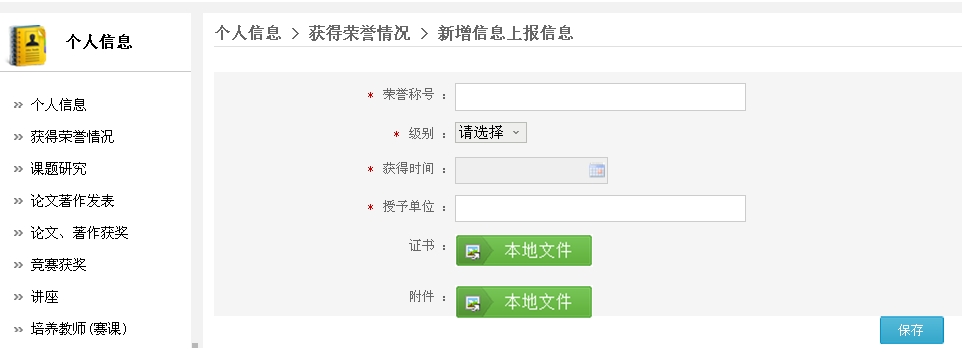 个人信息
个人信息
获得荣誉情况
课题研究
论文著作发表
论文、著作获奖
竞赛获奖
讲座
培养教师(赛课)
个人信息 > 获得荣誉情况 > 新增信息上报信息
* 荣誉称号：
* 级别： 请选择
* 获得时间：
* 授予单位：
证书： 本地文件
附件： 本地文件
保存